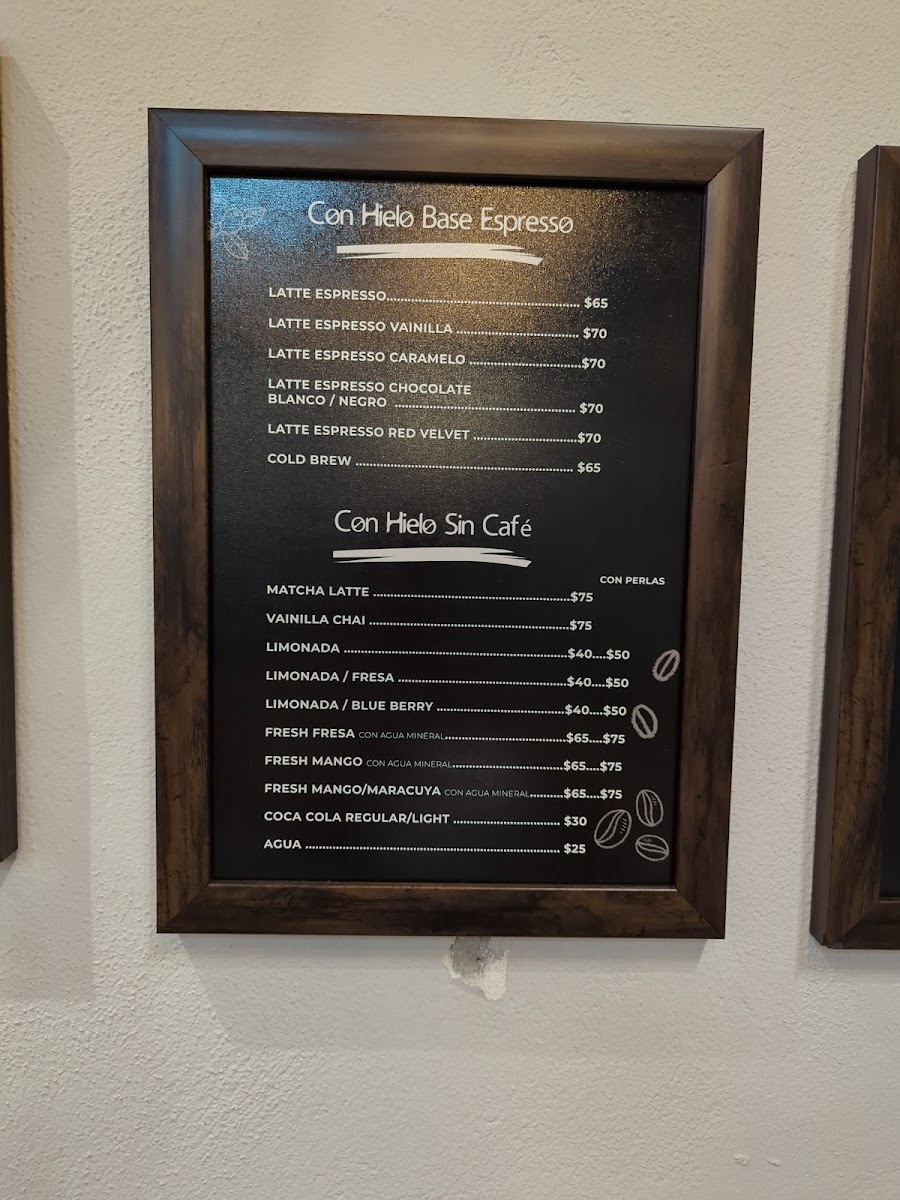 Con Hielo Base Espresso
LATTE ESPRESSO........................................ $65
LATTE ESPRESSO VAINILLA .......................... $70
LATTE ESPRESSO CARAMELO ........................$70
LATTE ESPRESSO CHOCOLATE
BLANCO / NEGRO ...................................... $70
LATTE ESPRESSO RED VELVET ......................$70
COLD BREW .............................................. $65
Con Hielo Sin Café
CON PERLAS
MATCHA LATTE ..........................................$75
VAINILLA CHAI ...........................................$75
LIMONADA ................................................$40....$50
LIMONADA / FRESA ....................................$40....$50
LIMONADA / BLUE BERRY ...........................$40....$50
FRESH FRESA CON AGUA MINERAL..........................$65....$75
FRESH MANGO CON AGUA MINERAL........................$65....$75
FRESH MANGO/MARACUYA CON AGUA MINERAL........$65....$75
COCA COLA REGULAR/LIGHT ....................... $30
AGUA ...................................................... $25